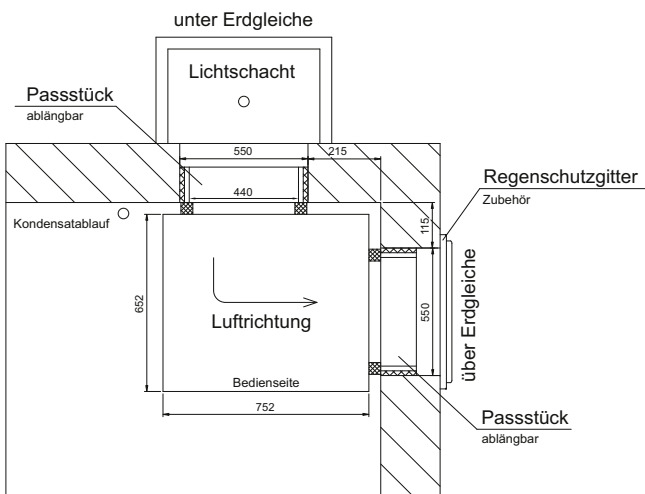 unter Erdgleiche
Lichtschacht
Passstück
ablängbar
550
215
440
Regenschutzgitter
Zubehör
Kondensatablauf
115
652
550
über Erdgleiche
Luftrichtung
Bedienseite
752
Passstück
ablängbar